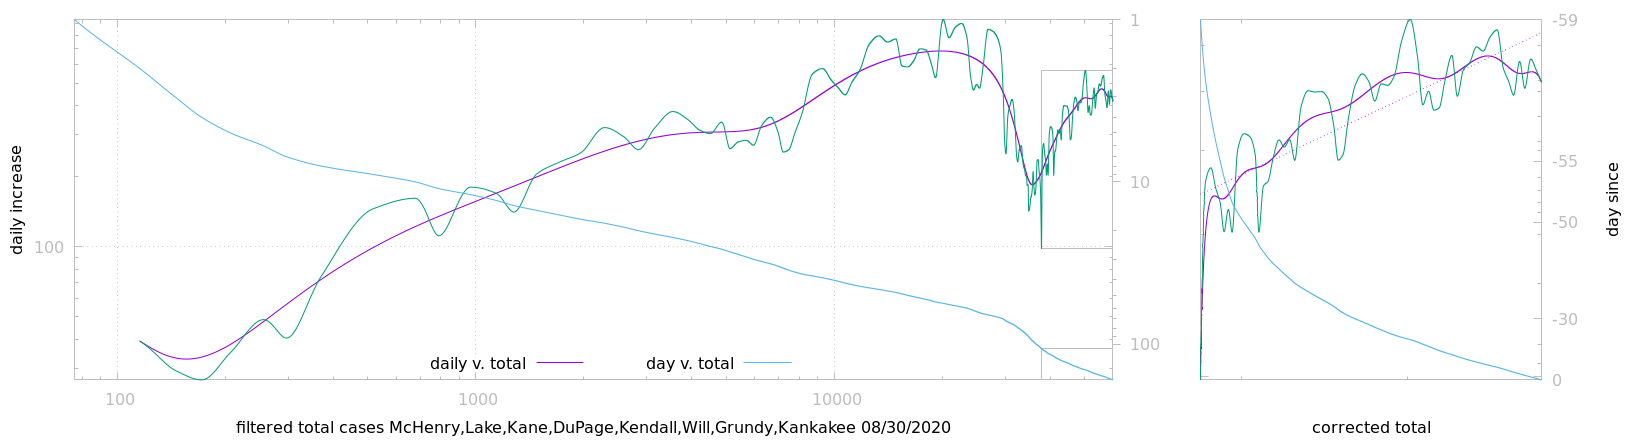 1
-59
daily increase
10
-55
day since
-50
100
-30
daily v. total
day v. total
100
0
100
1000
10000
filtered total cases McHenry,Lake,Kane,DuPage,Kendall,Will,Grundy,Kankakee 08/30/2020
corrected total